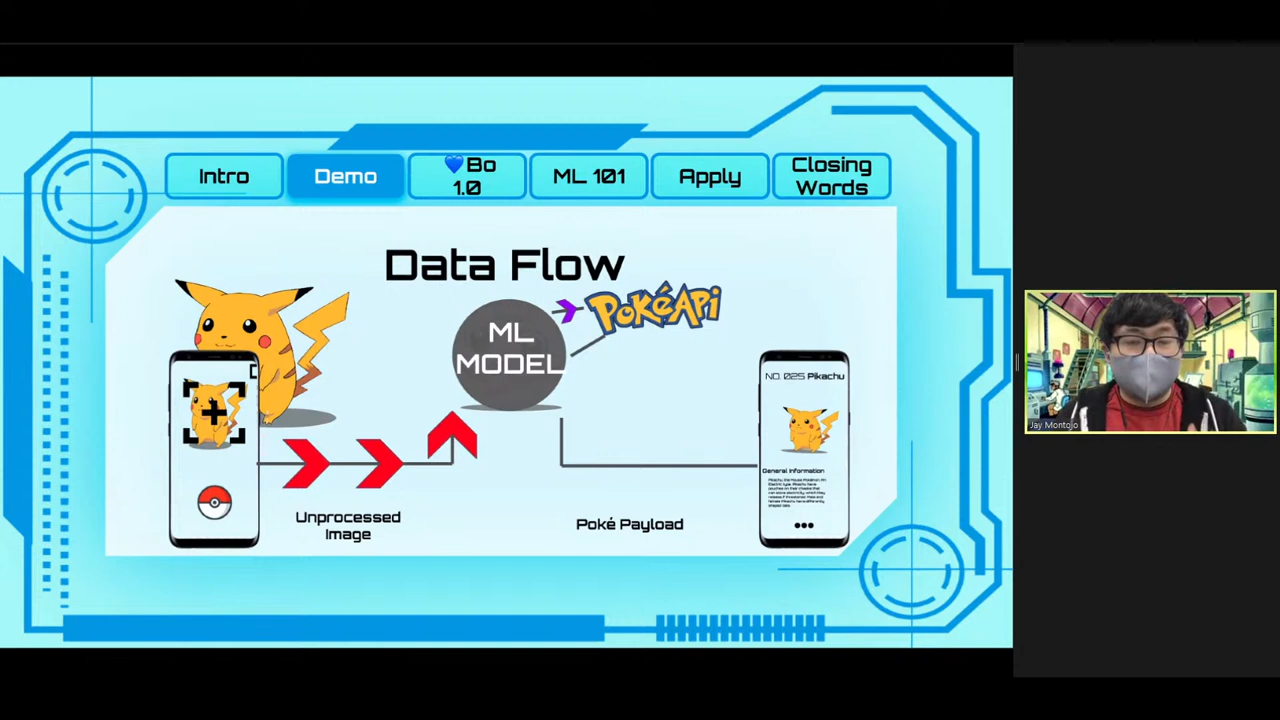 Intro
Demo
💙Bo
1.0
ML 101
Apply
Closing
Words
Data Flow
ML
MODEL
PokéApi
NO. 025 Pikachu
General Information
Unprocessed
Image
Poké Payload
Jay Montojo